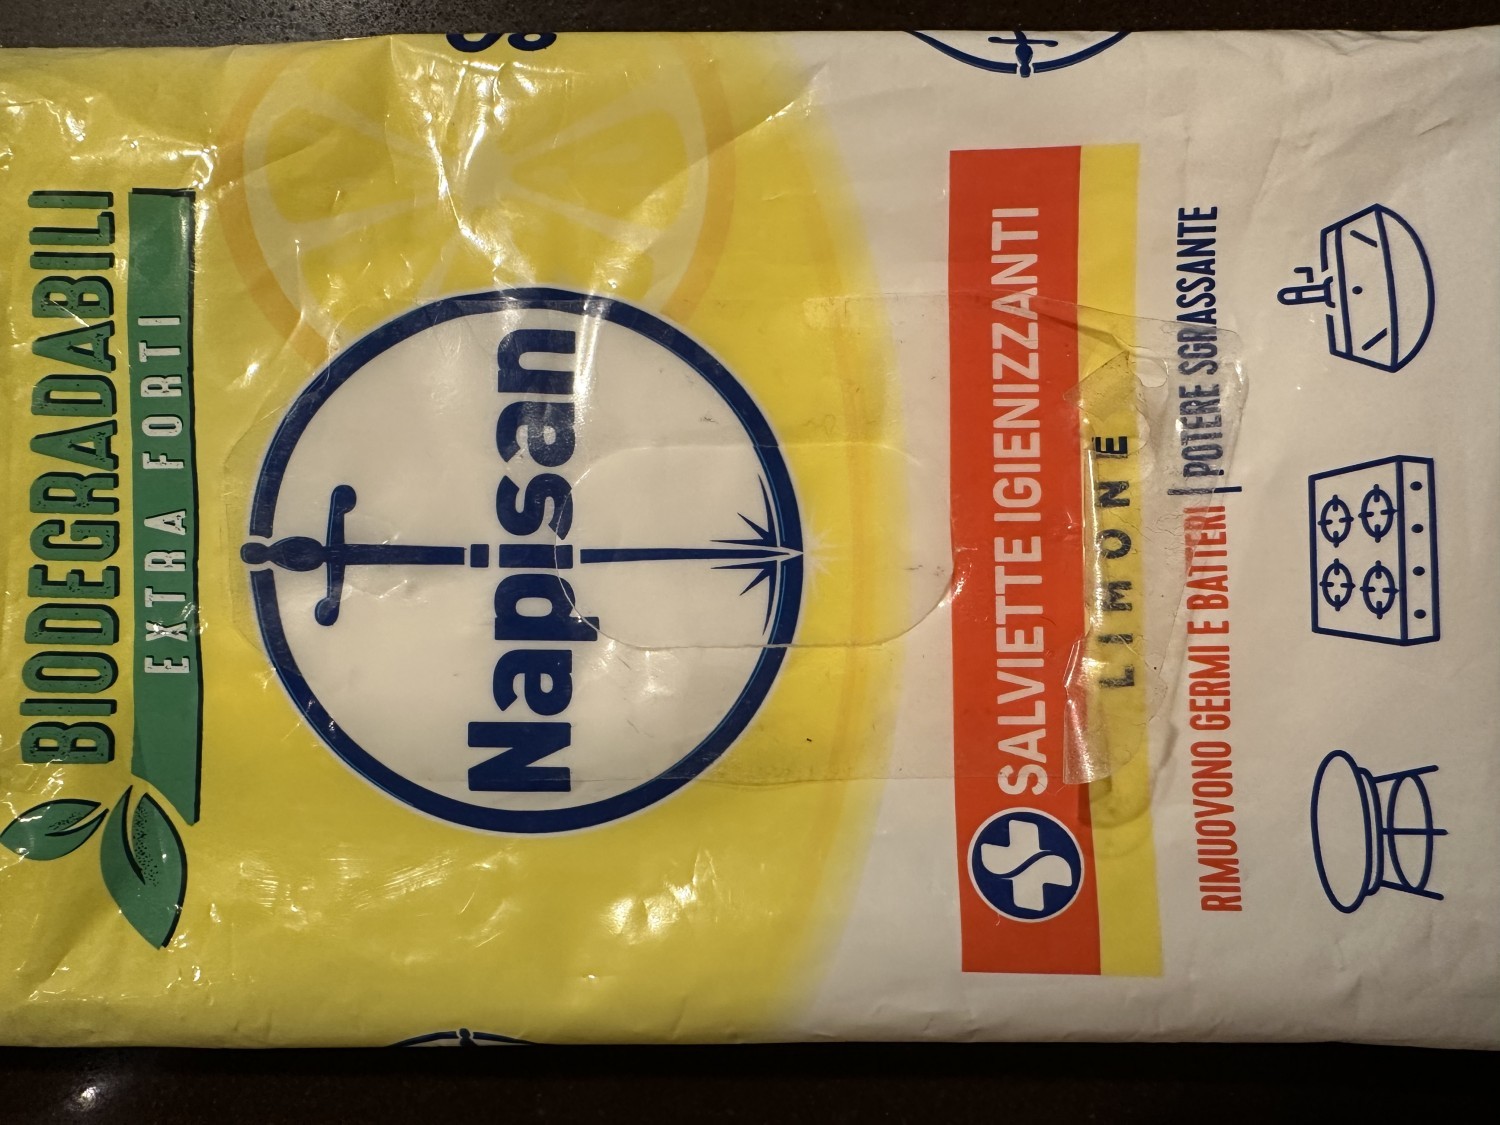 BIODEGRADABILI
EXTRA FORTI
Napisan
SALVIETTE IGIENIZZANTI
LIMONE
RIMUOVONO GERMI E BATTERI | POTERE SGRASSANTE